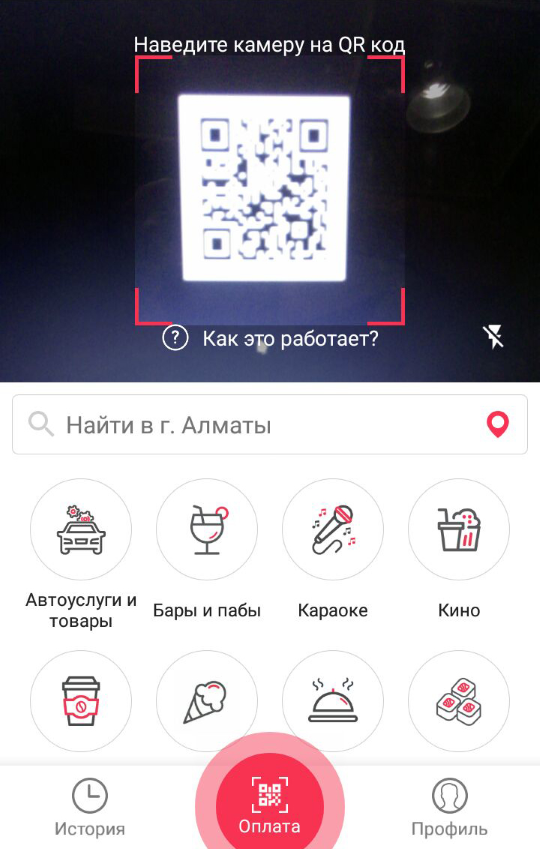 Наведите камеру на QR код
Как это работает?
Найти в г. Алматы
Автоуслуги и
товары
Бары и пабы
Караоке
Кино
История
Оплата
Профиль